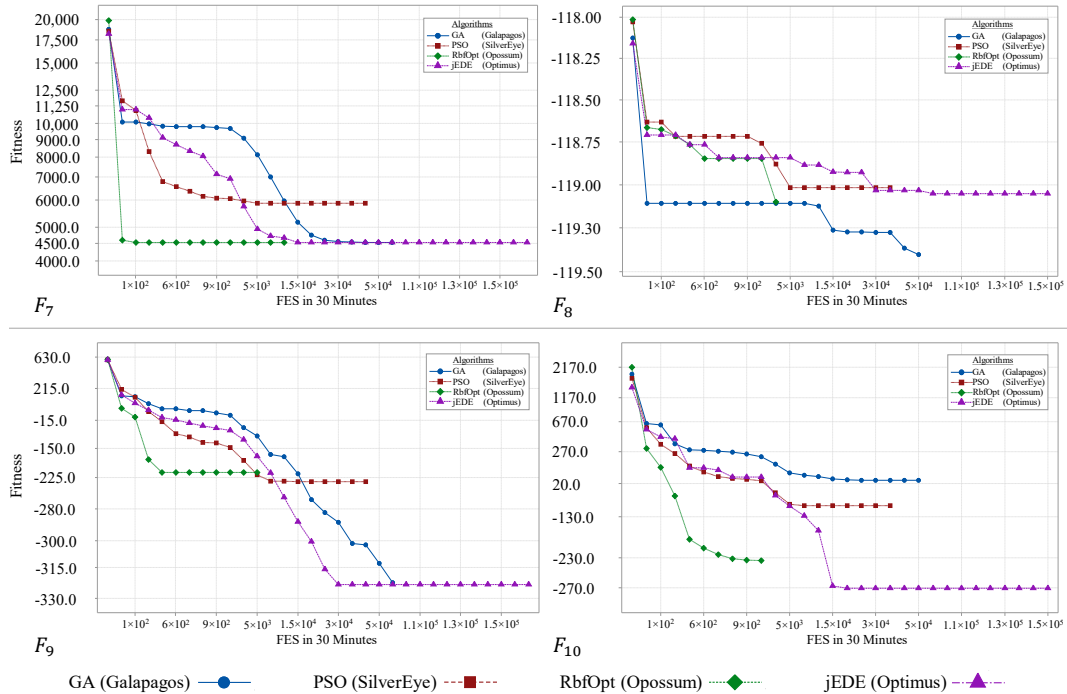 20,000
17,500
15,000
12,500
11,250
10,000
9000.0
8000.0
7000.0
6000.0
5000.0
4500.0
4000.0
Fitness
Algorithms
GA (Galapagos)
PSO (SilverEye)
RbfOpt (Opossum)
jEDE (Optimus)
1×10² 6×10² 9×10² 5×10³ 1.5×10⁴ 3×10⁴ 5×10⁴ 1.1×10⁵ 1.3×10⁵ 1.5×10⁵
FES in 30 Minutes
F₇
-118.00
-118.25
-118.50
-118.75
-119.00
-119.30
-119.50
Fitness
Algorithms
GA (Galapagos)
PSO (SilverEye)
RbfOpt (Opossum)
jEDE (Optimus)
1×10² 6×10² 9×10² 5×10³ 1.5×10⁴ 3×10⁴ 5×10⁴ 1.1×10⁵ 1.3×10⁵ 1.5×10⁵
FES in 30 Minutes
F₈
630.0
215.0
-15.0
-150.0
-225.0
-280.0
-300.0
-315.0
-330.0
Fitness
Algorithms
GA (Galapagos)
PSO (SilverEye)
RbfOpt (Opossum)
jEDE (Optimus)
1×10² 6×10² 9×10² 5×10³ 1.5×10⁴ 3×10⁴ 5×10⁴ 1.1×10⁵ 1.3×10⁵ 1.5×10⁵
FES in 30 Minutes
F₉
2170.0
1170.0
670.0
270.0
20.0
-130.0
-230.0
-270.0
Fitness
Algorithms
GA (Galapagos)
PSO (SilverEye)
RbfOpt (Opossum)
jEDE (Optimus)
1×10² 6×10² 9×10² 5×10³ 1.5×10⁴ 3×10⁴ 5×10⁴ 1.1×10⁵ 1.3×10⁵ 1.5×10⁵
FES in 30 Minutes
F₁₀
GA (Galapagos) PSO (SilverEye) RbfOpt (Opossum) jEDE (Optimus)